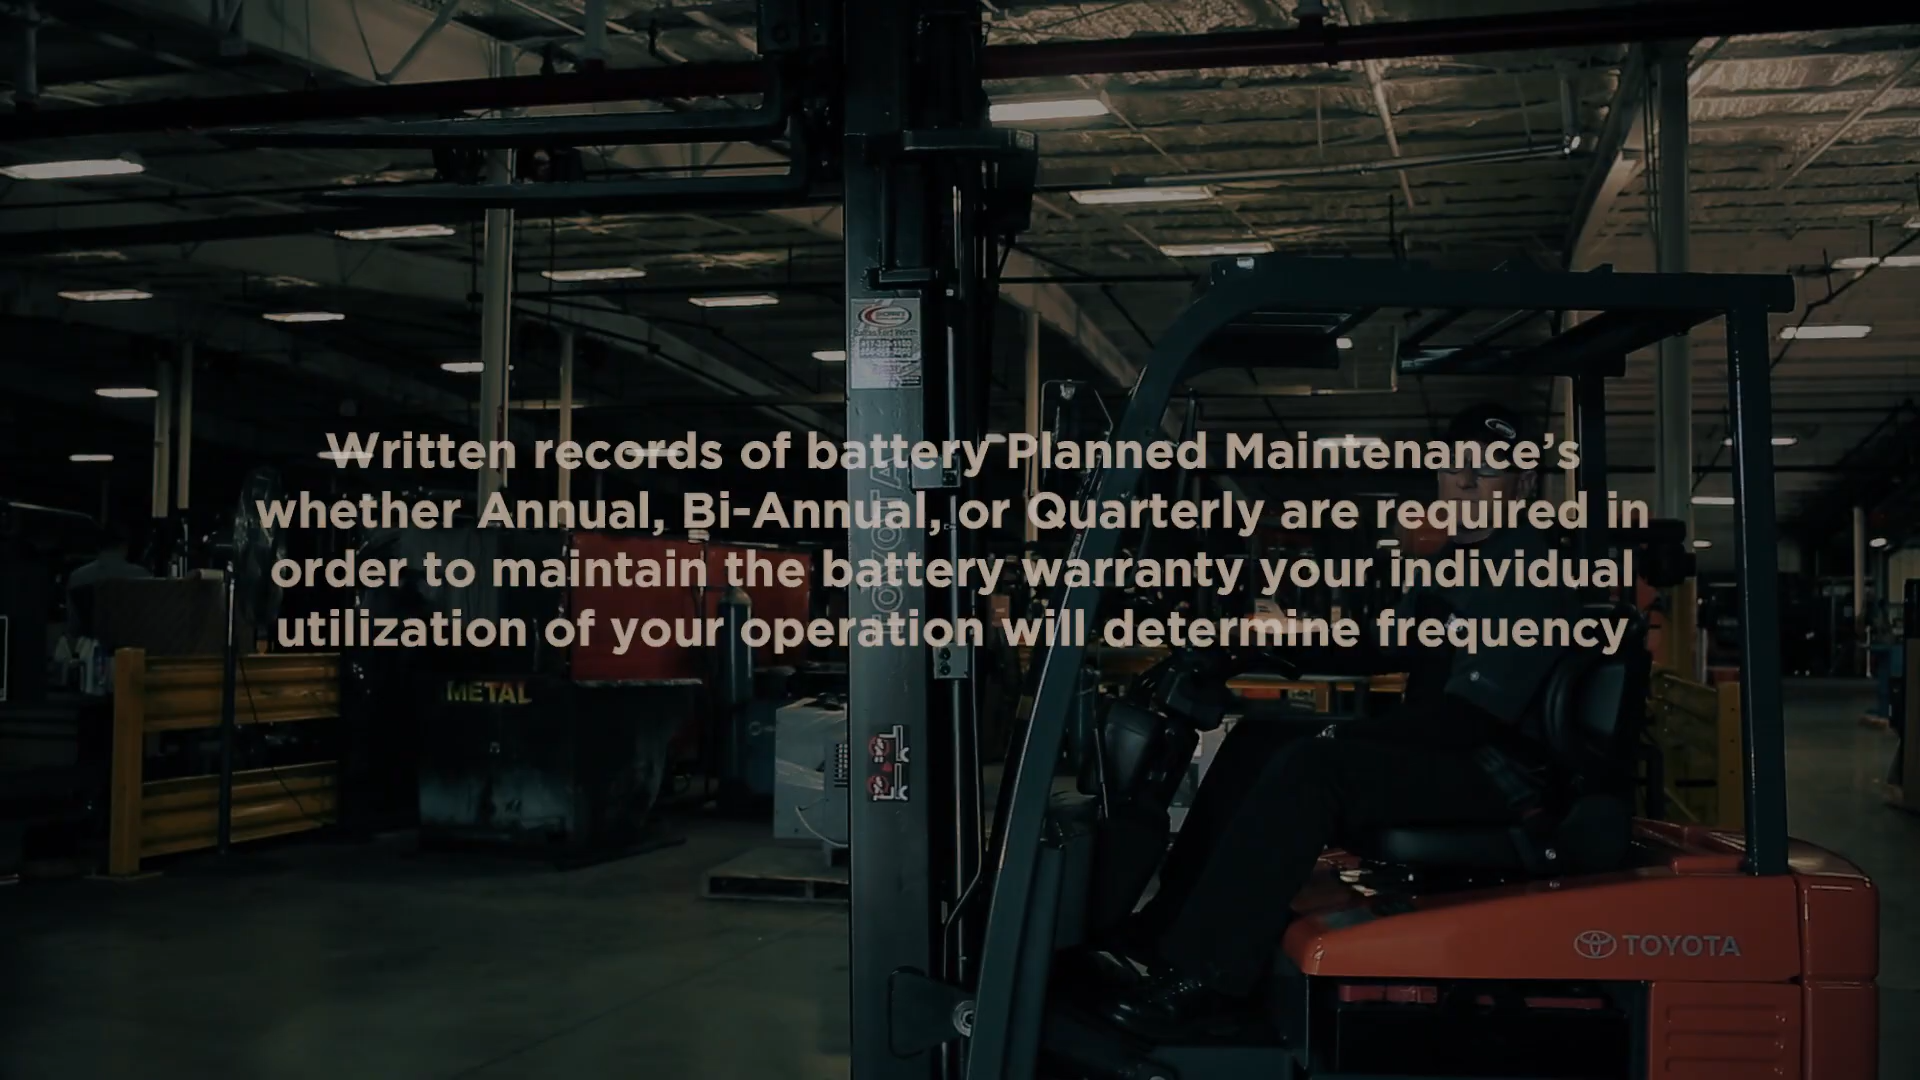 Written records of battery Planned Maintenance’s
whether Annual, Bi-Annual, or Quarterly are required in
order to maintain the battery warranty your individual
utilization of your operation will determine frequency
TOYOTA
METAL
TOYOTA